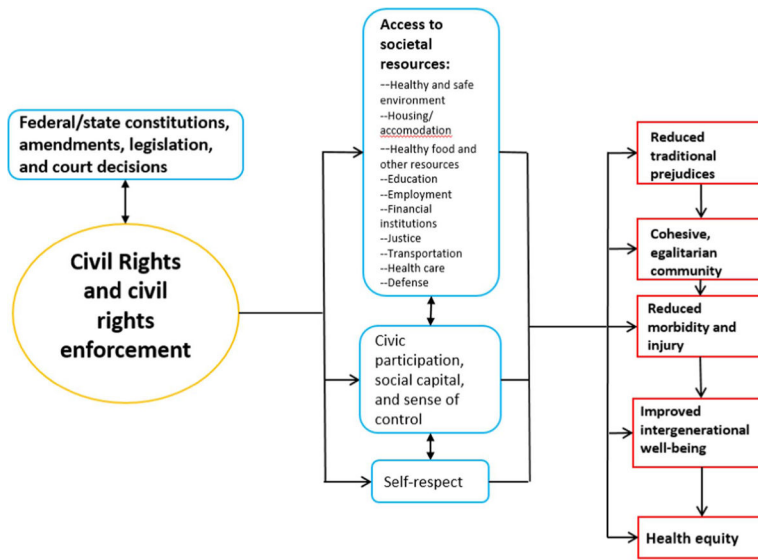 Federal/state constitutions,
amendments, legislation,
and court decisions
Civil Rights
and civil
rights
enforcement
Access to
societal
resources:
--Healthy and safe
environment
--Housing/
accomodation
--Healthy food and
other resources
--Education
--Employment
--Financial
institutions
--Justice
--Transportation
--Health care
--Defense
Civic
participation,
social capital,
and sense of
control
Self-respect
Reduced
traditional
prejudices
Cohesive,
egalitarian
community
Reduced
morbidity and
injury
Improved
intergenerational
well-being
Health equity